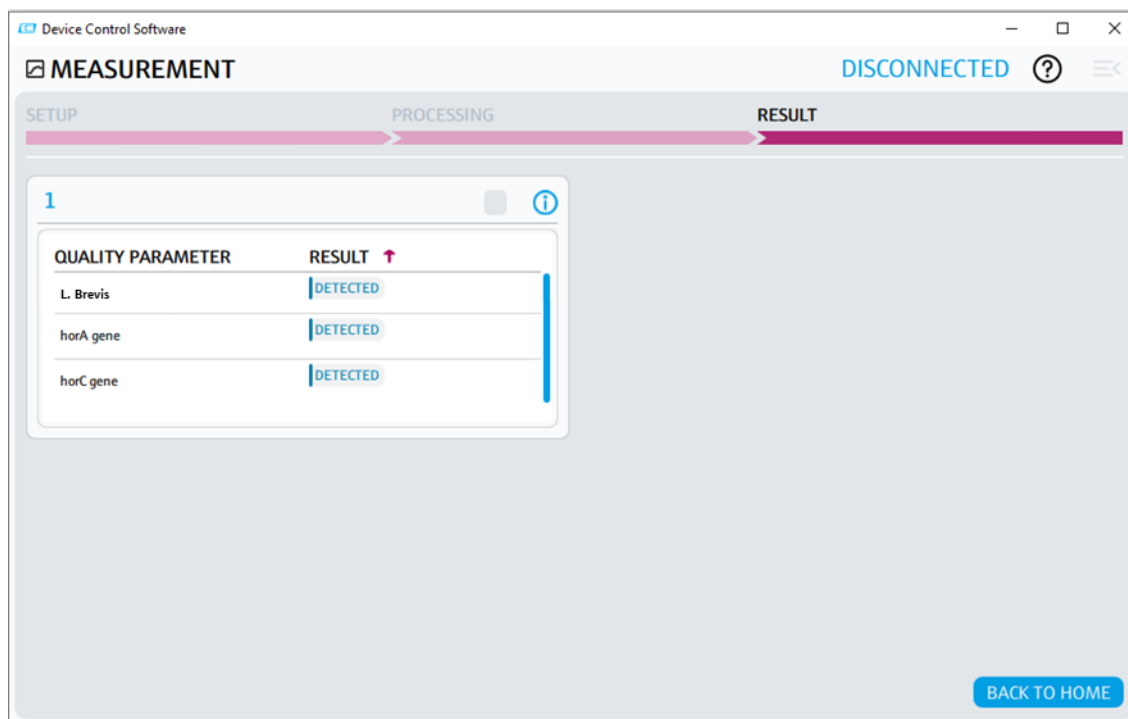 EH Device Control Software
MEASUREMENT DISCONNECTED ?
SETUP PROCESSING RESULT
1 i
QUALITY PARAMETER RESULT
L. Brevis DETECTED
horA gene DETECTED
horC gene DETECTED
BACK TO HOME